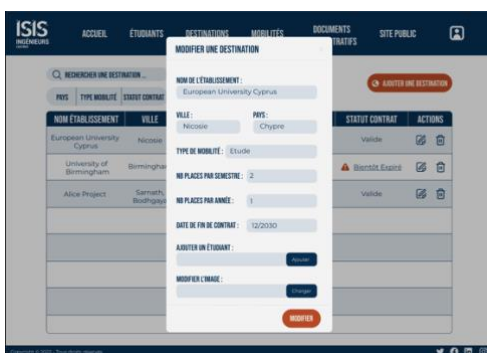 ISIS
INGÉNIEURS
ACCUEIL
ÉTUDIANTS
DESTINATIONS
MOBILITÉS
DOCUMENTS
TRATIFS
SITE PUBLIC
MODIFIER UNE DESTINATION
RECHERCHER UNE DESTINATION ...
AJOUTER UNE DESTINATION
PAYS
TYPE MOBILITÉ
STATUT CONTRAT
NOM ÉTABLISSEMENT
VILLE
STATUT CONTRAT
ACTIONS
European University
Cyprus
Nicosie
Valide
University of
Birmingham
Birmingha
Bientôt Expiré
Alice Project
Sarnath,
Bodhgaya
Valide
NOM DE L'ÉTABLISSEMENT :
European University Cyprus
VILLE :
PAYS :
Nicosie
Chypre
TYPE DE MOBILITÉ :
Etude
NB PLACES PAR SEMESTRE :
2
NB PLACES PAR ANNÉE :
1
DATE DE FIN DE CONTRAT :
12/2030
AJOUTER UN ÉTUDIANT :
Ajouter
MODIFIER L'IMAGE :
Charger
MODIFIER